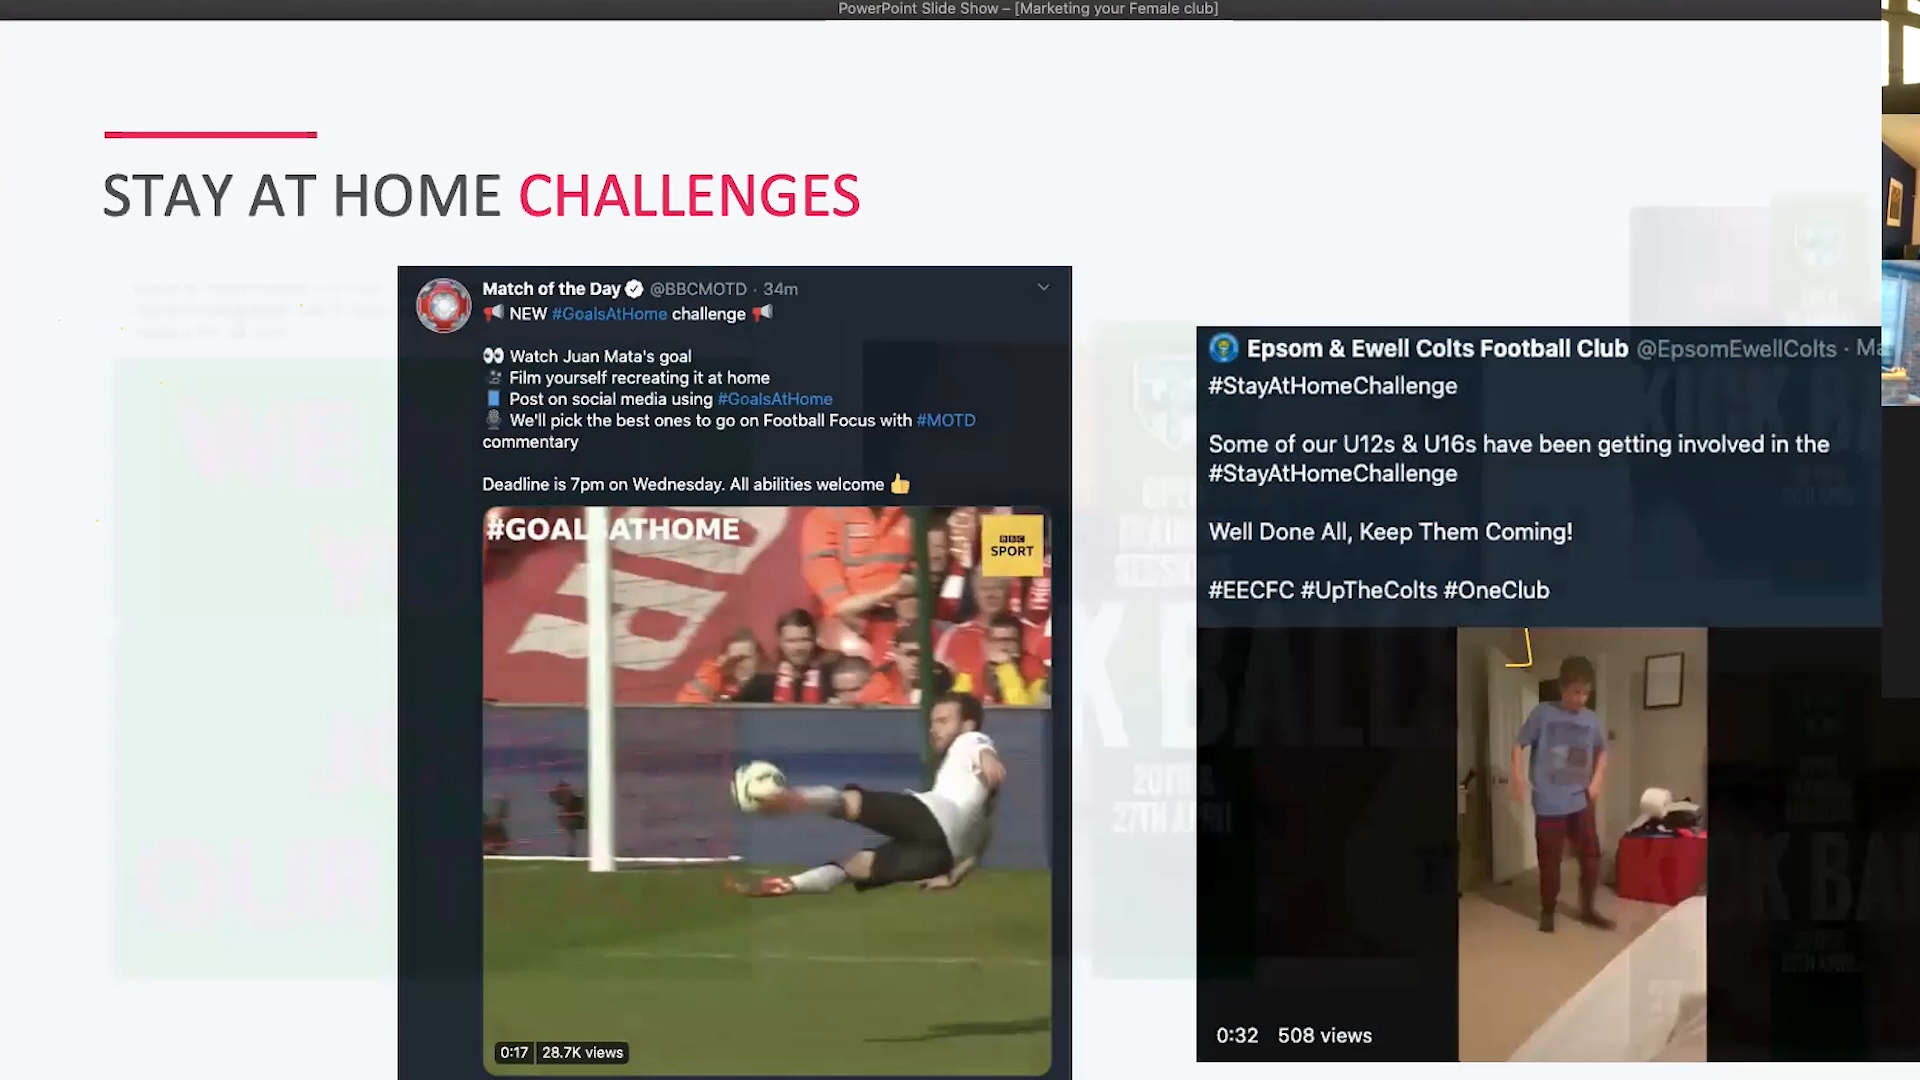 PowerPoint Slide Show – [Marketing your Female club]
STAY AT HOME CHALLENGES
Match of the Day @BBCMOTD · 34m
NEW #GoalsAtHome challenge
Watch Juan Mata's goal
Film yourself recreating it at home
Post on social media using #GoalsAtHome
We'll pick the best ones to go on Football Focus with #MOTD
commentary
Deadline is 7pm on Wednesday. All abilities welcome
#GOALSATHOME
BBC
SPORT
0:17 28.7K views
Epsom & Ewell Colts Football Club @EpsomEwellColts ·
#StayAtHomeChallenge
Some of our U12s & U16s have been getting involved in the
#StayAtHomeChallenge
Well Done All, Keep Them Coming!
#EECFC #UpTheColts #OneClub
0:32 508 views
20TH &
27TH APRIL